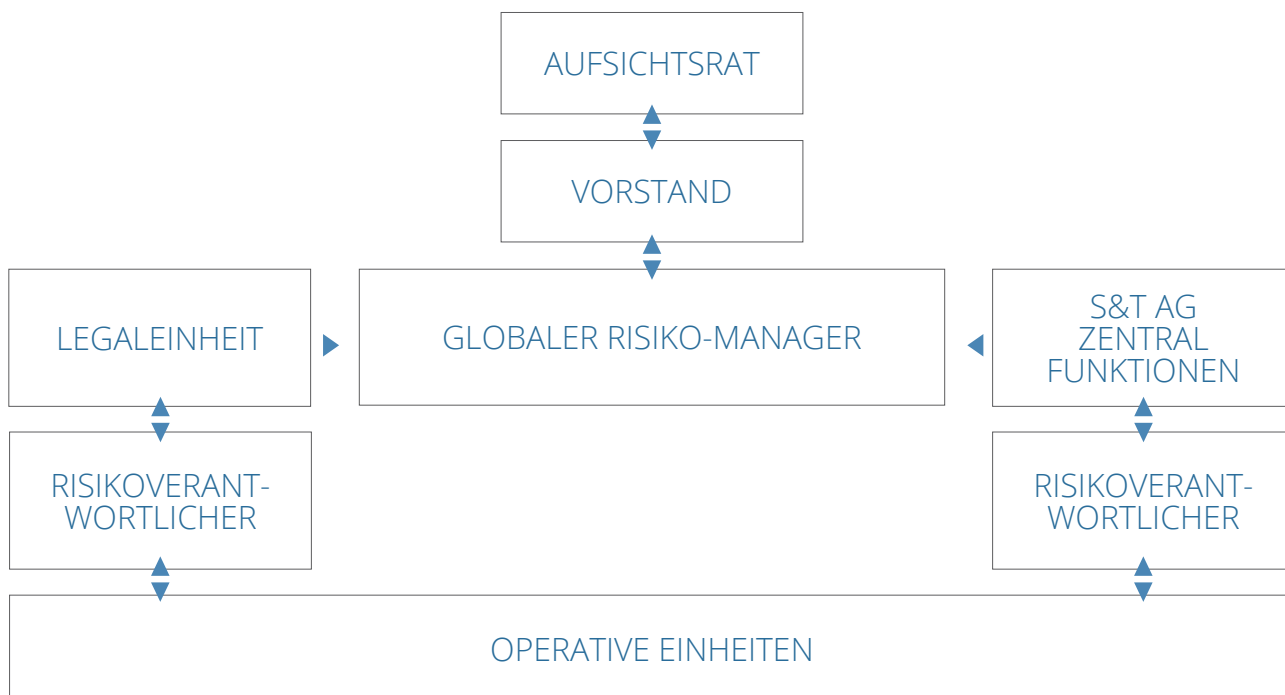 AUFSICHTSRAT
VORSTAND
LEGALEINHEIT
GLOBALER RISIKO-MANAGER
S&T AG
ZENTRAL
FUNKTIONEN
RISIKOVERANT-
WORTLICHER
RISIKOVERANT-
WORTLICHER
OPERATIVE EINHEITEN